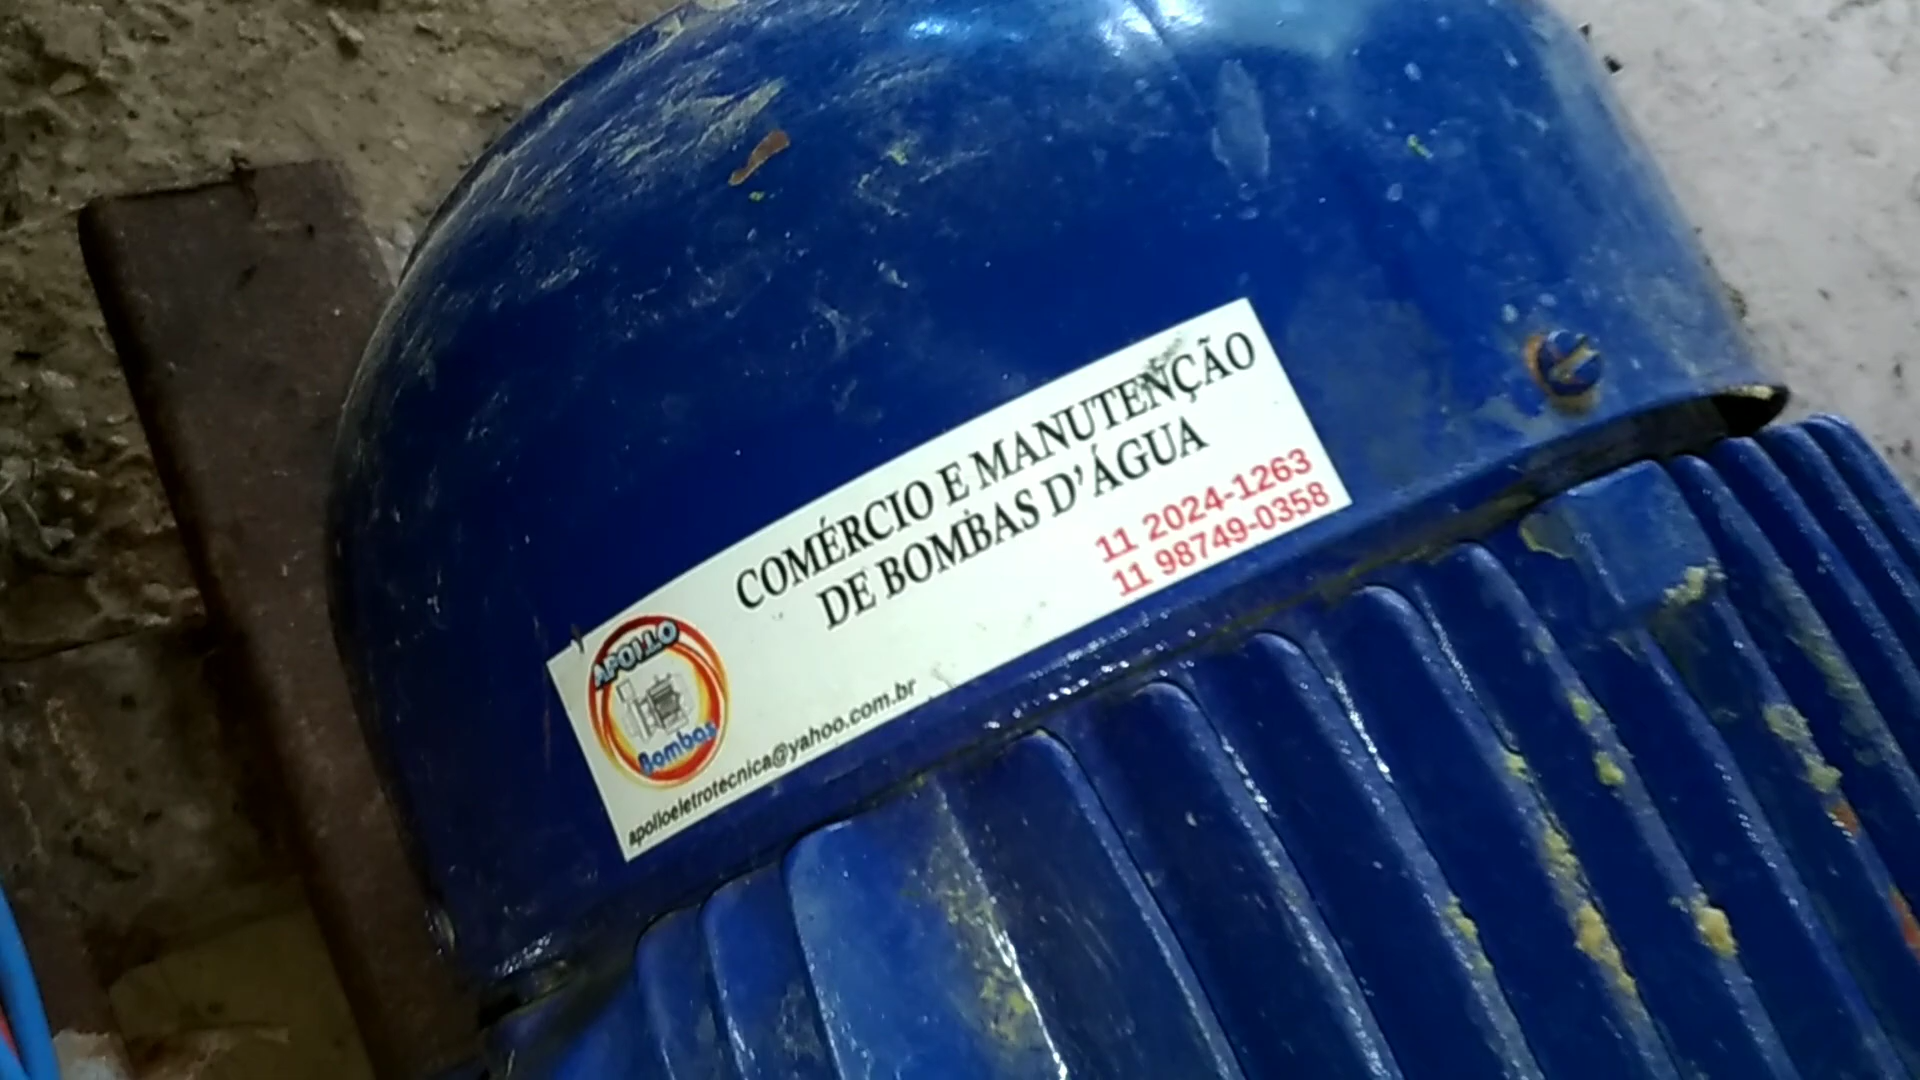 COMÉRCIO E MANUTENÇÃO
DE BOMBAS D'ÁGUA
11 2024-1263
11 98749-0358
APOLLO
Bombas
apolloeletrotecnica@yahoo.com.br